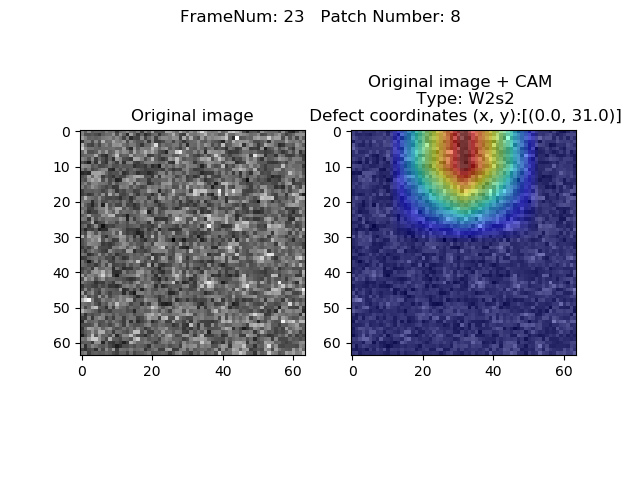 FrameNum: 23   Patch Number: 8
Original image
0
10
20
30
40
50
60
0 20 40 60
Original image + CAM
Type: W2s2
Defect coordinates (x, y):[(0.0, 31.0)]
0
10
20
30
40
50
60
0 20 40 60